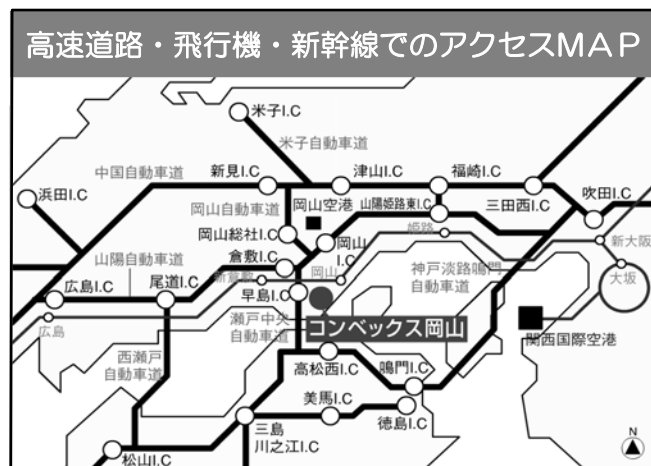 高速道路・飛行機・新幹線でのアクセスMAP
米子I.C
米子自動車道
中国自動車道
新見I.C
津山I.C
福崎I.C
浜田I.C
岡山自動車道
岡山空港
山陽姫路東I.C
三田西I.C
吹田I.C
岡山総社I.C
岡山
I.C
姫路
新大阪
山陽自動車道
倉敷I.C
新倉敷
岡山
神戸淡路鳴門
自動車道
大坂
広島I.C
尾道I.C
早島I.C
広島
瀬戸中央
自動車道
コンベックス岡山
関西国際空港
西瀬戸
自動車道
高松西I.C
鳴門I.C
美馬I.C
徳島I.C
三島
川之江I.C
松山I.C
N